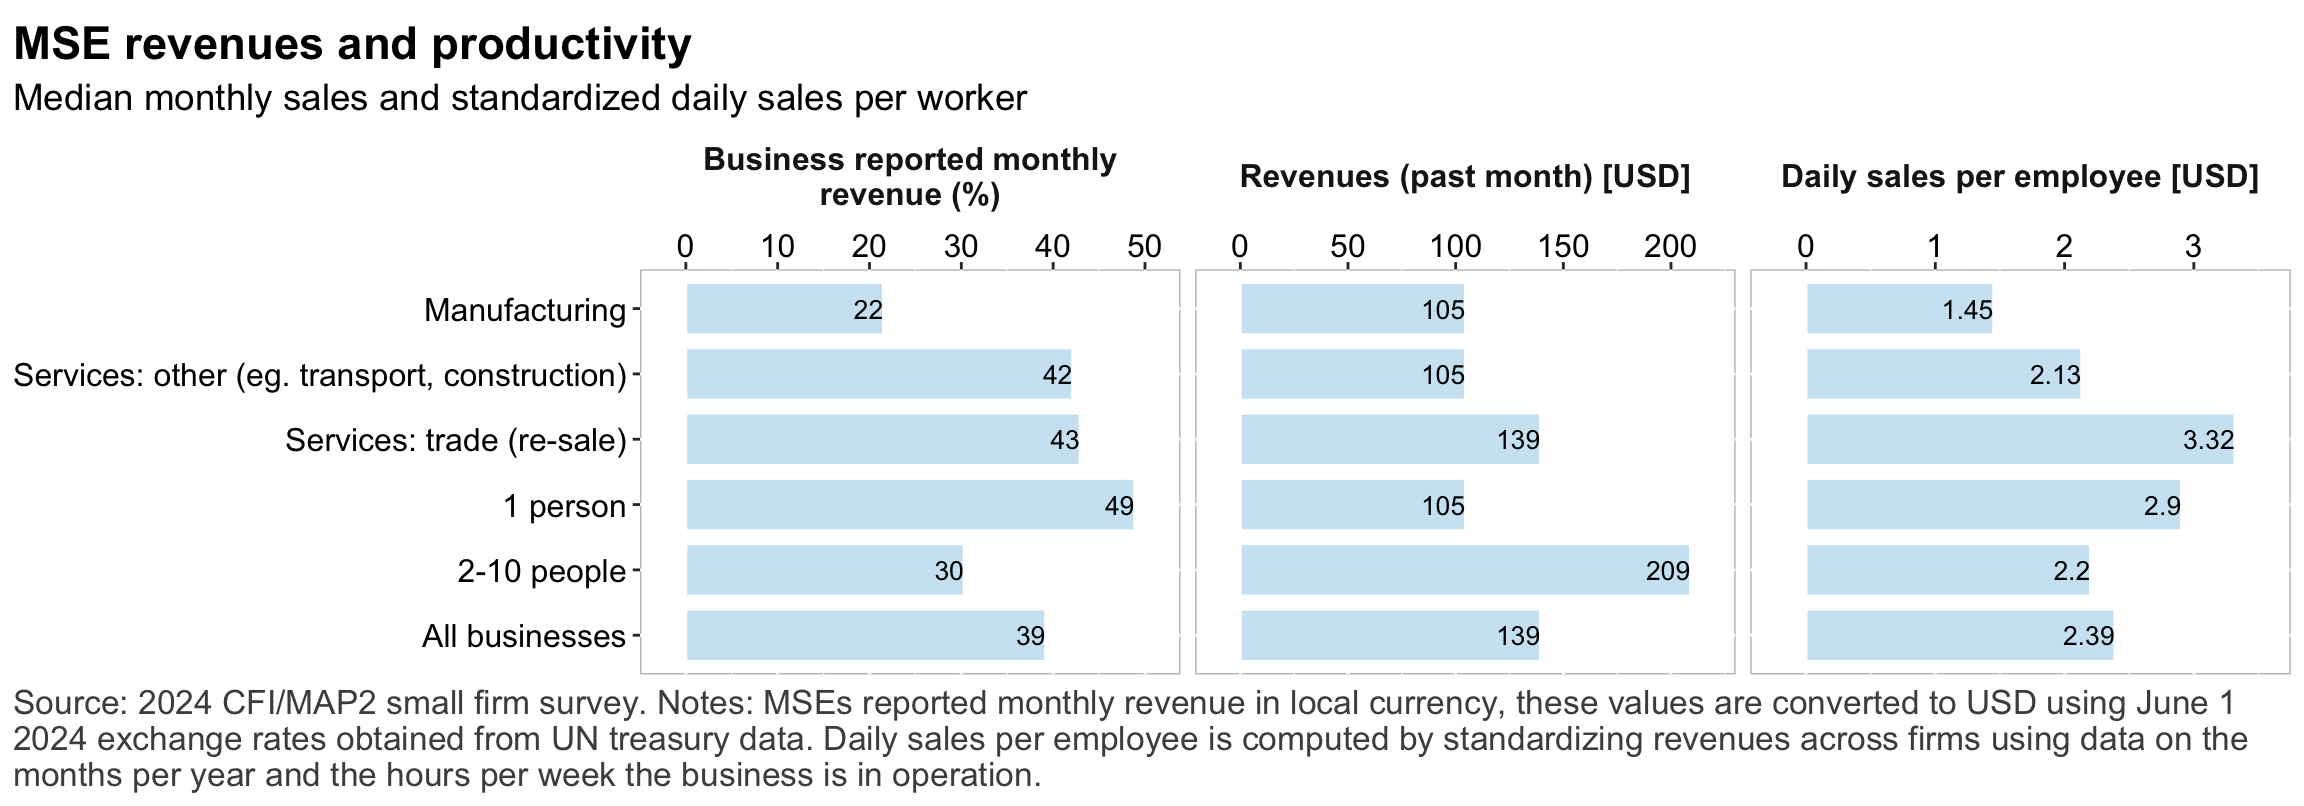 MSE revenues and productivity
Median monthly sales and standardized daily sales per worker
Business reported monthly
revenue (%)
Revenues (past month) [USD]
Daily sales per employee [USD]
0 10 20 30 40 50
0 50 100 150 200
0 1 2 3
Manufacturing 22 105 1.45
Services: other (eg. transport, construction) 42 105 2.13
Services: trade (re-sale) 43 139 3.32
1 person 49 105 2.9
2-10 people 30 209 2.2
All businesses 39 139 2.39
Source: 2024 CFI/MAP2 small firm survey. Notes: MSEs reported monthly revenue in local currency, these values are converted to USD using June 1
2024 exchange rates obtained from UN treasury data. Daily sales per employee is computed by standardizing revenues across firms using data on the
months per year and the hours per week the business is in operation.